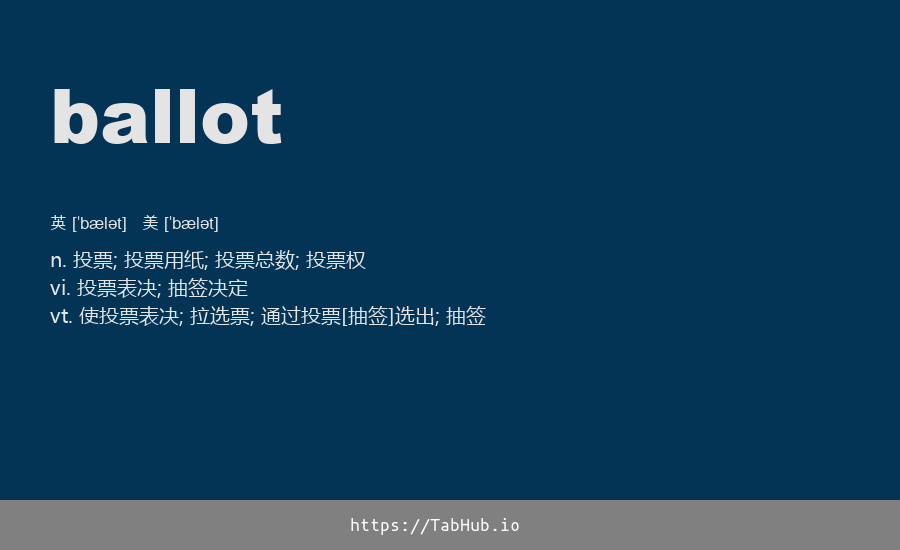 ballot
英 [ˈbælət] 美 [ˈbælət]
n. 投票; 投票用纸; 投票总数; 投票权
vi. 投票表决; 抽签决定
vt. 使投票表决; 拉选票; 通过投票[抽签]选出; 抽签
https://TabHub.io